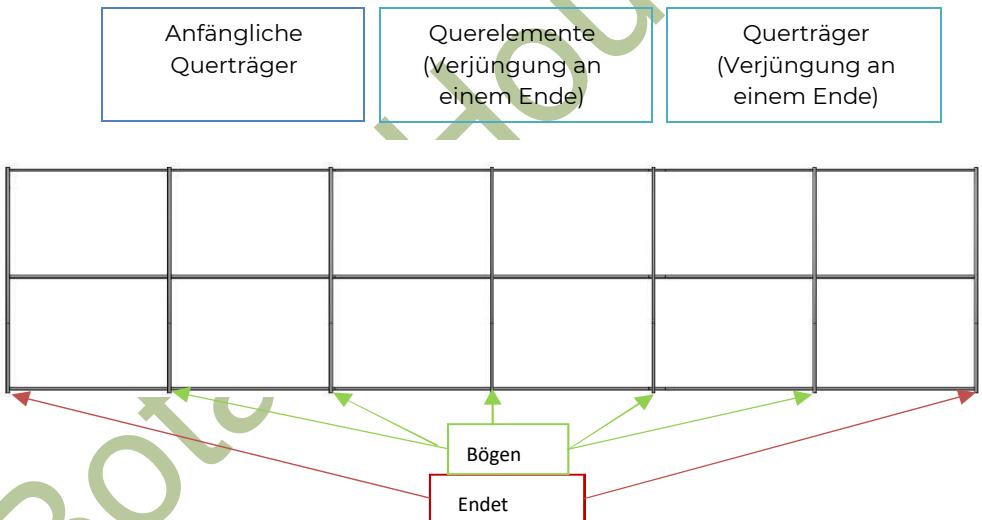 Anfängliche
Querträger
Querelemente
(Verjüngung an
einem Ende)
Querträger
(Verjüngung an
einem Ende)
Bögen
Endet